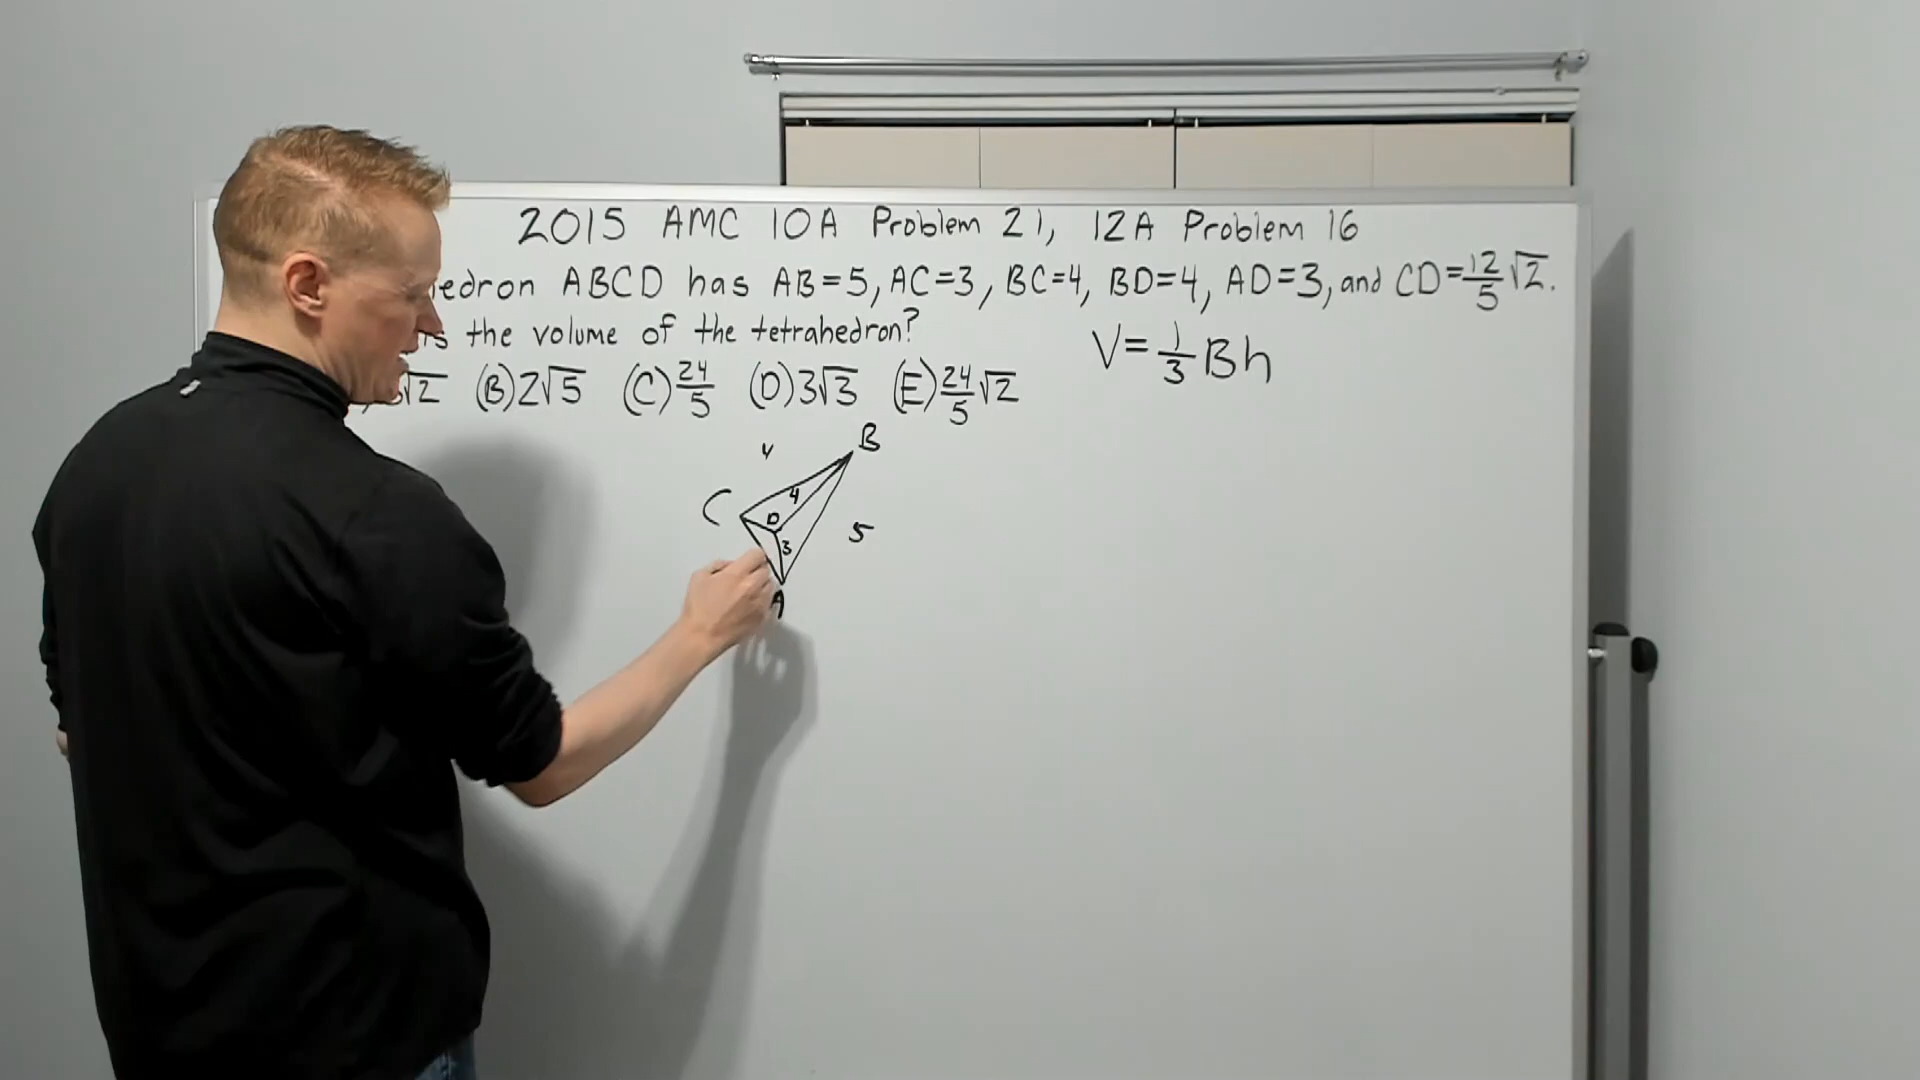 2015 AMC 10A Problem 21, 12A Problem 16
edron ABCD has AB=5, AC=3, BC=4, BD=4, AD=3, and CD=12/5√2.
is the volume of the tetrahedron?
√2 (B) 2√5 (C) 24/5 (D) 3√3 (E) 24/5√2
V=1/3Bh
B
4
C
4
D
5
3
A